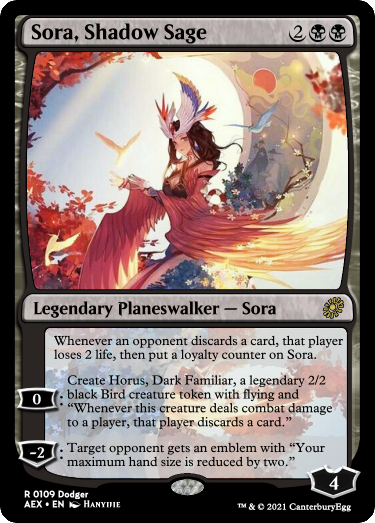 Sora, Shadow Sage 2
Legendary Planeswalker — Sora
Whenever an opponent discards a card, that player
loses 2 life, then put a loyalty counter on Sora.
Create Horus, Dark Familiar, a legendary 2/2
0: black Bird creature token with flying and
"Whenever this creature deals combat damage
to a player, that player discards a card."
-2: Target opponent gets an emblem with "Your
maximum hand size is reduced by two."
4
R 0109 Dodger
AEX • EN HANYIJIE
™ & © 2021 CanterburyEgg